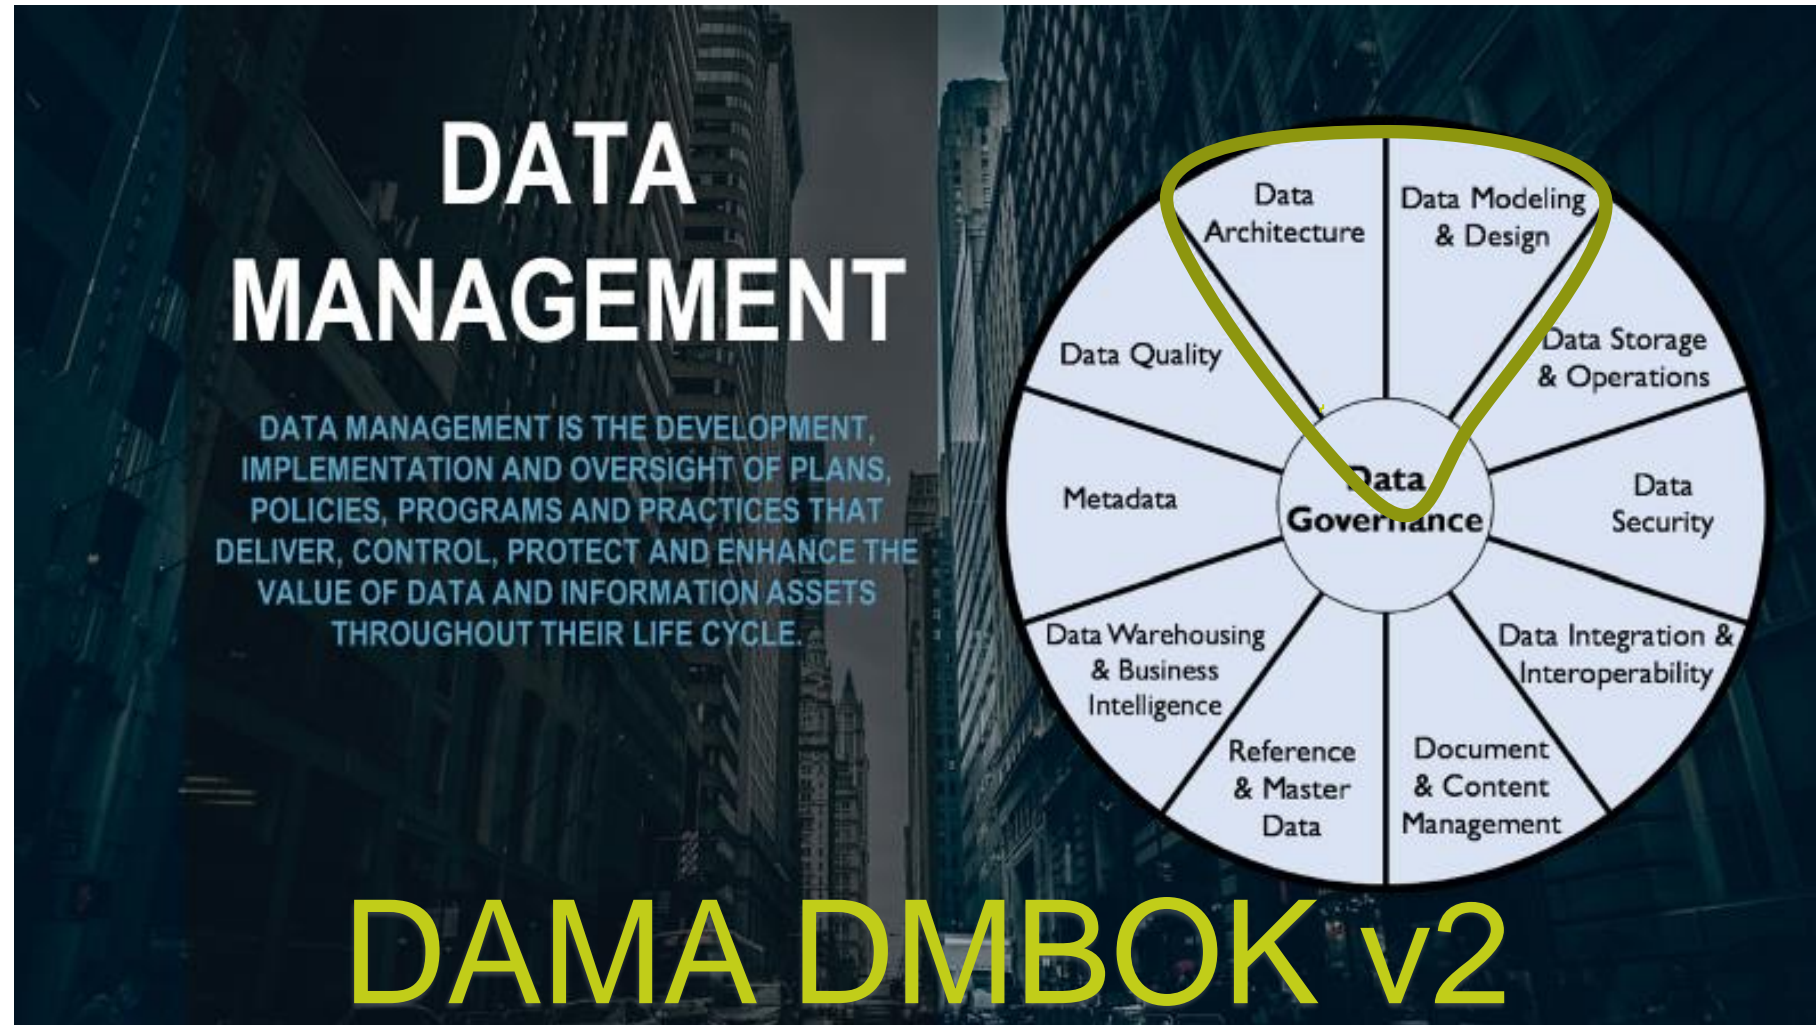 DATA
MANAGEMENT
DATA MANAGEMENT IS THE DEVELOPMENT,
IMPLEMENTATION AND OVERSIGHT OF PLANS,
POLICIES, PROGRAMS AND PRACTICES THAT
DELIVER, CONTROL, PROTECT AND ENHANCE THE
VALUE OF DATA AND INFORMATION ASSETS
THROUGHOUT THEIR LIFE CYCLE.
Data
Architecture
Data Modeling
& Design
Data Quality
Data Storage
& Operations
Metadata
Data
Governance
Data
Security
Data Warehousing
& Business
Intelligence
Data Integration &
Interoperability
Reference
& Master
Data
Document
& Content
Management
DAMA DMBOK v2